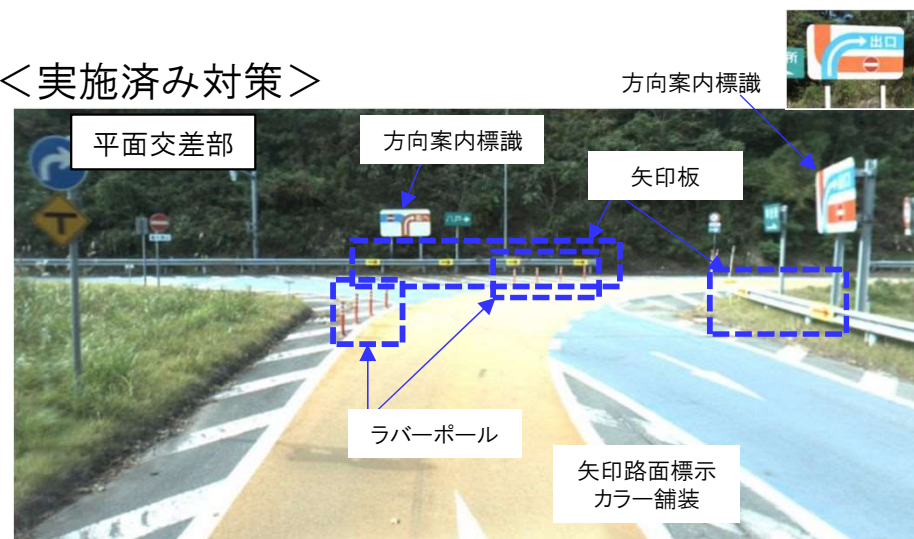 ＜実施済み対策＞
出口
所
方向案内標識
平面交差部
方向案内標識
矢印板
ラバーポール
矢印路面標示
カラー舗装